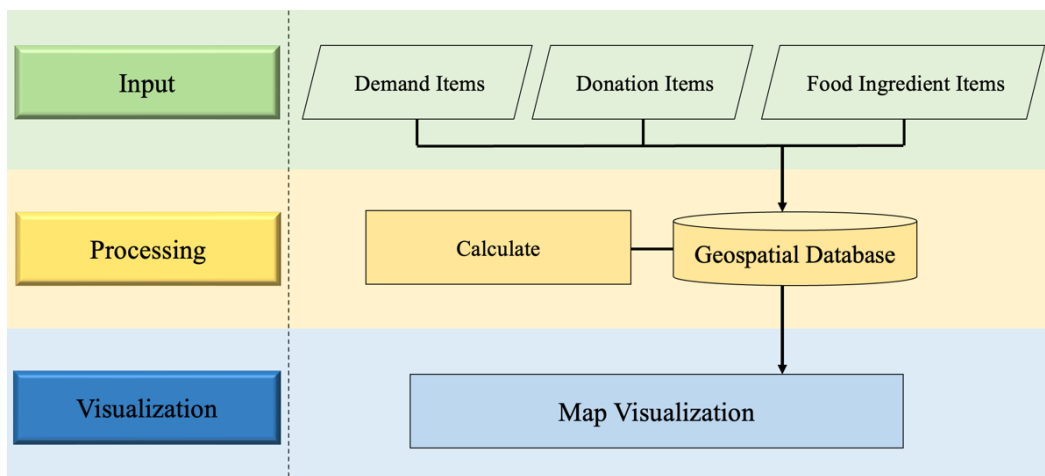 Input
Demand Items
Donation Items
Food Ingredient Items
Processing
Calculate
Geospatial Database
Visualization
Map Visualization